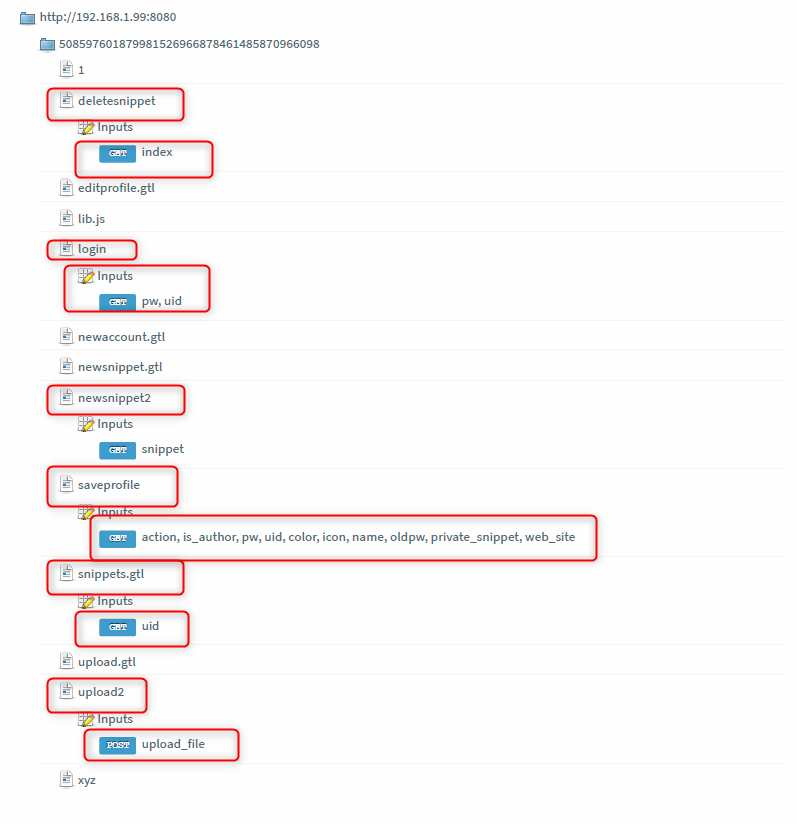 http://192.168.1.99:8080
508597601879981526966878461485870966098
1
deletesnippet
Inputs
GET index
editprofile.gtl
lib.js
login
Inputs
GET pw, uid
newaccount.gtl
newsnippet.gtl
newsnippet2
Inputs
GET snippet
saveprofile
Inputs
GET action, is_author, pw, uid, color, icon, name, oldpw, private_snippet, web_site
snippets.gtl
Inputs
GET uid
upload.gtl
upload2
Inputs
POST upload_file
xyz